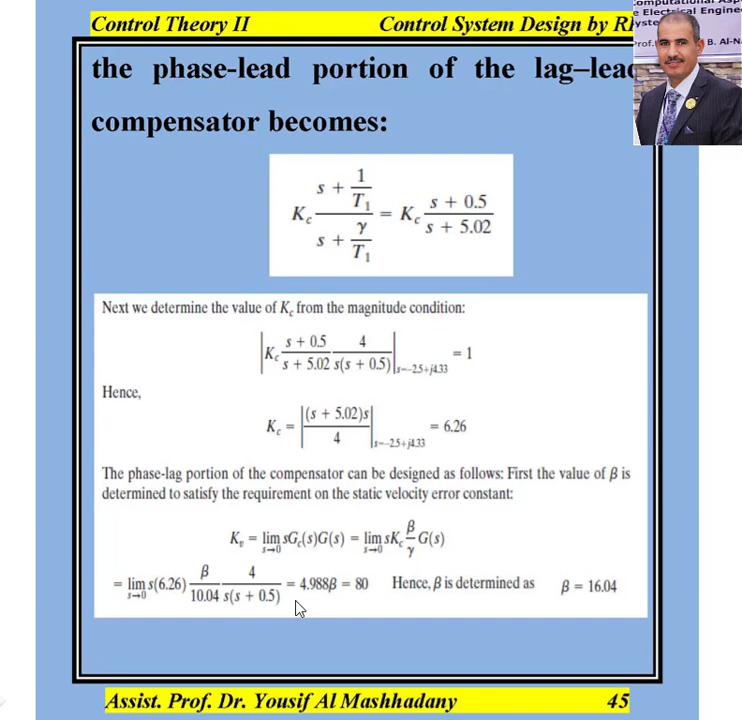 Control Theory II Control System Design by
the phase-lead portion of the
compensator becomes:
K_c (s + 1/T_1)/(s + γ/T_1) = K_c (s + 0.5)/(s + 5.02)
Next we determine the value of K_c from the magnitude condition:
|K_c (s + 0.5)/(s + 5.02) 4/(s(s + 0.5))|_{s=-2.5+j4.33} = 1
Hence,
K_c = |(s + 5.02)s/4|_{s=-2.5+j4.33} = 6.26
The phase-lag portion of the compensator can be designed as follows: First the value of β is
determined to satisfy the requirement on the static velocity error constant:
K_v = lim_{s→0} sG_c(s)G(s) = lim_{s→0} sK_c β/γ G(s)
= lim_{s→0} s(6.26) β/10.04 4/(s(s + 0.5)) = 4.988β = 80 Hence, β is determined as β = 16.04
Assist. Prof. Dr. Yousif Al Mashhadany 45